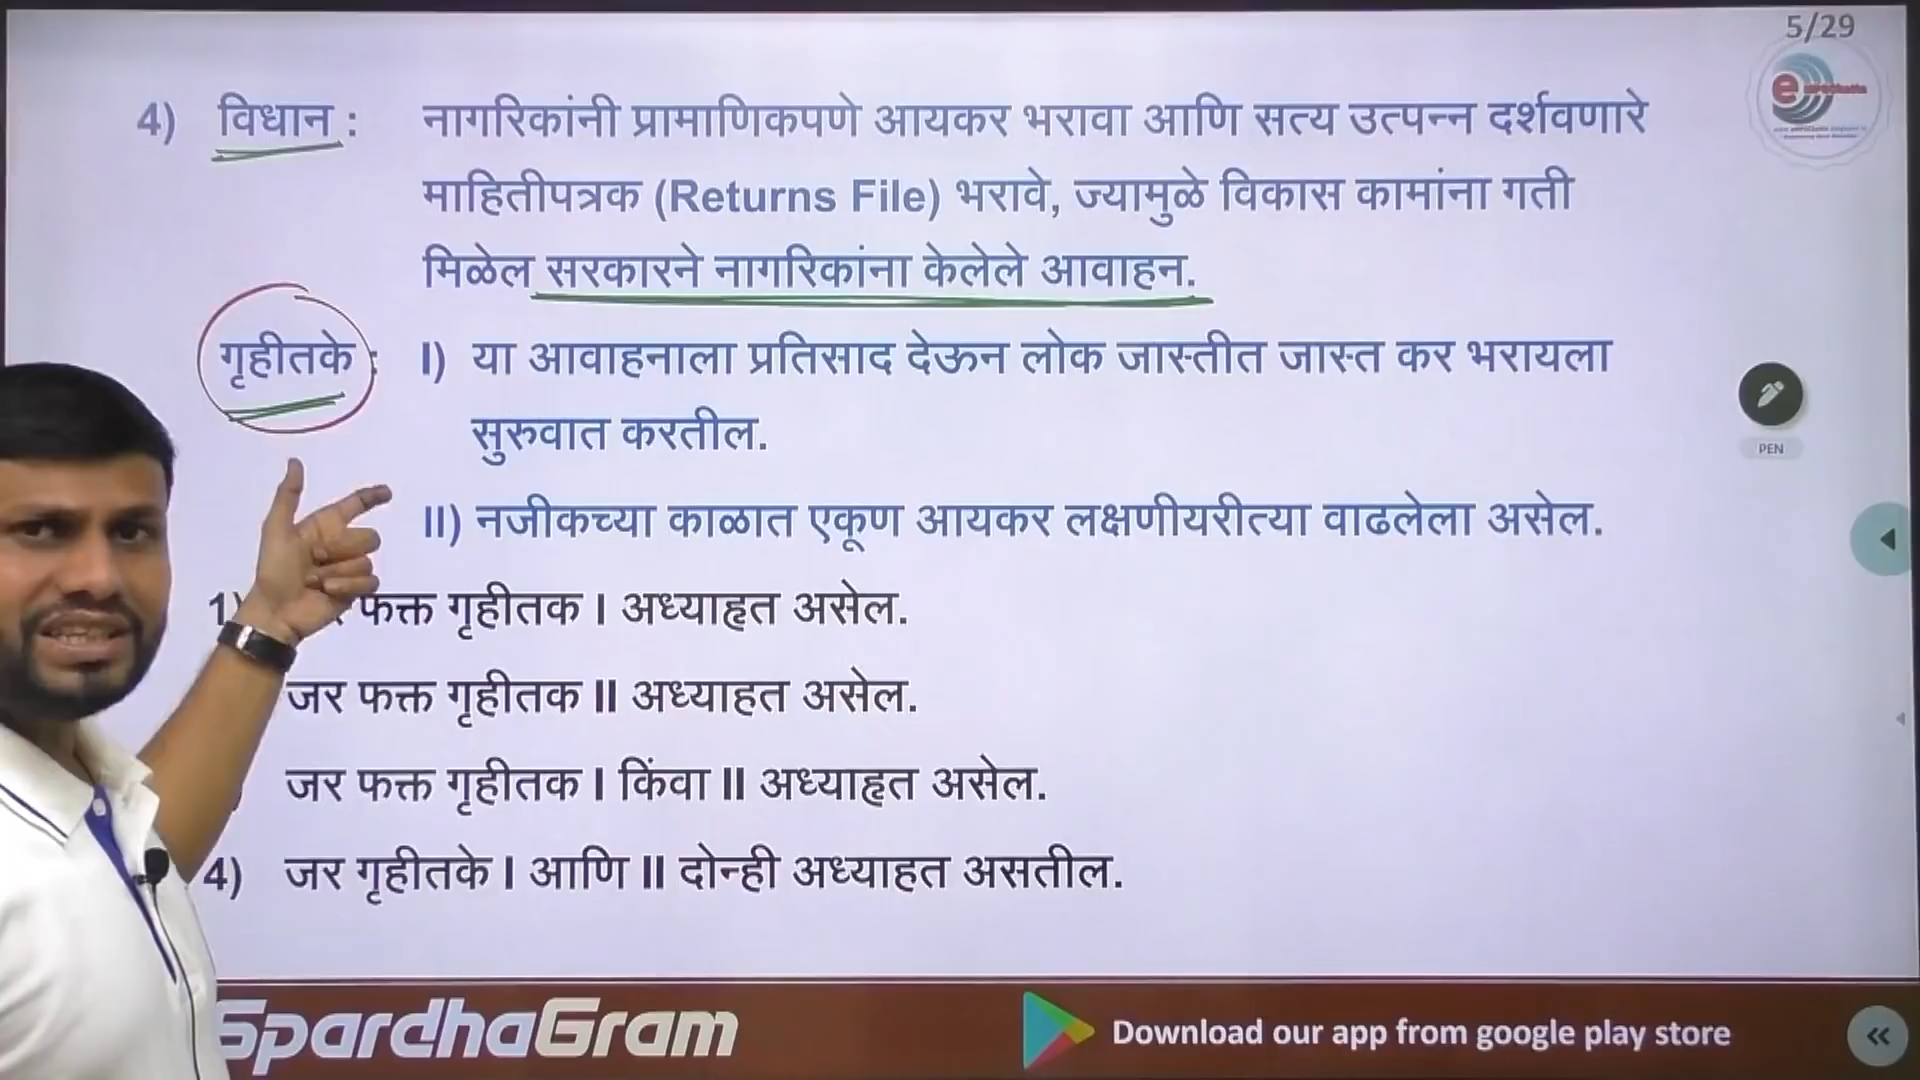 5/29
4) विधान : नागरिकांनी प्रामाणिकपणे आयकर भरावा आणि सत्य उत्पन्न दर्शवणारे
माहितीपत्रक (Returns File) भरावे, ज्यामुळे विकास कामांना गती
मिळेल सरकारने नागरिकांना केलेले आवाहन.
गृहीतके : I) या आवाहनाला प्रतिसाद देऊन लोक जास्तीत जास्त कर भरायला
सुरुवात करतील.
PEN
II) नजीकच्या काळात एकूण आयकर लक्षणीयरीत्या वाढलेला असेल.
1) फक्त गृहीतक I अध्याहृत असेल.
जर फक्त गृहीतक II अध्याहत असेल.
जर फक्त गृहीतक I किंवा II अध्याहृत असेल.
4) जर गृहीतके I आणि II दोन्ही अध्याहत असतील.
SpardhaGram
Download our app from google play store